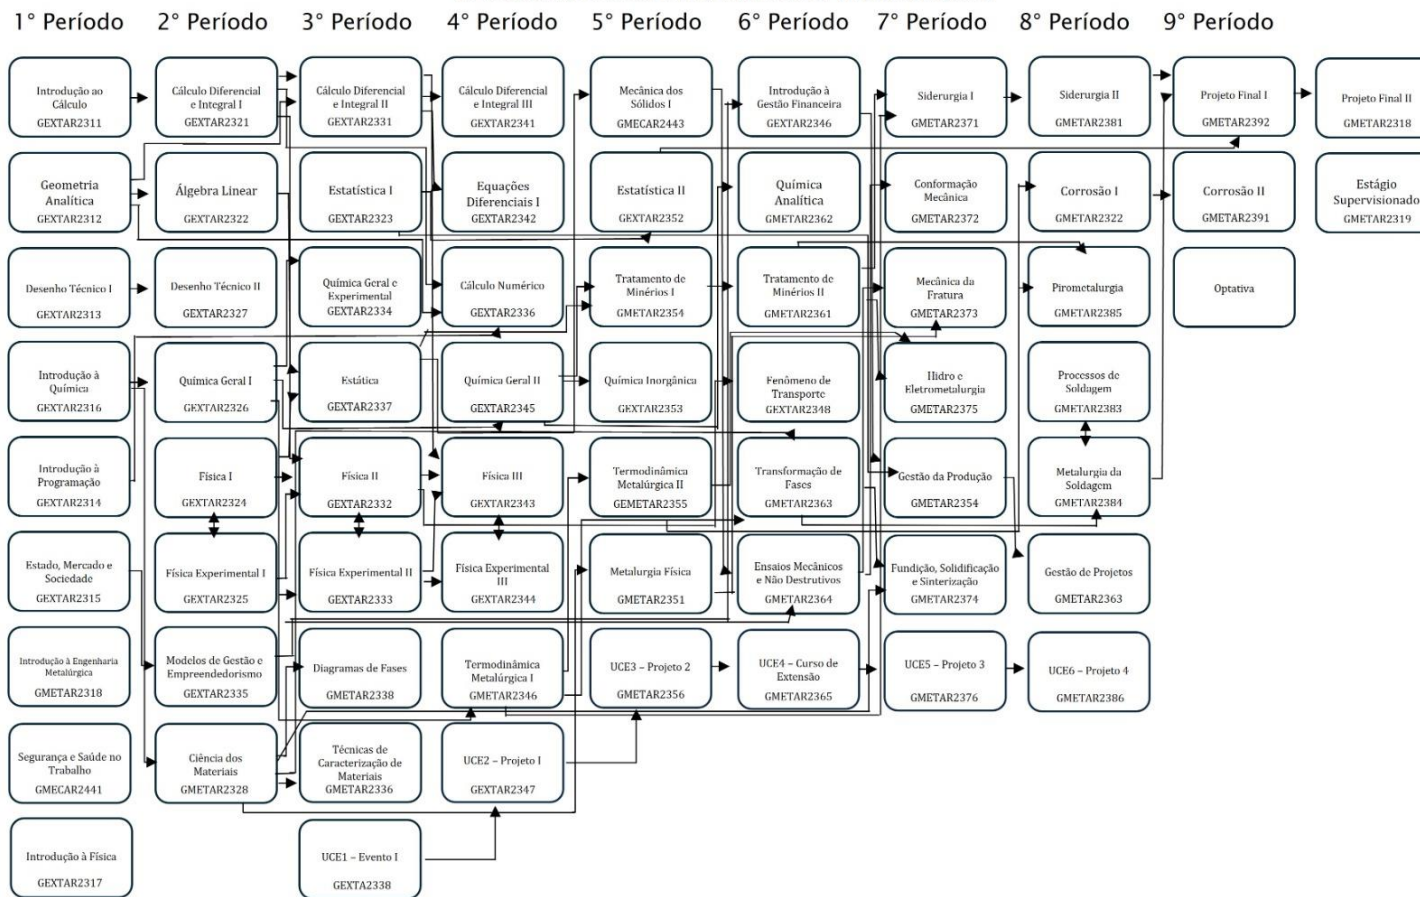 1° Período
2° Período
3° Período
4° Período
5° Período
6° Período
7° Período
8° Período
9° Período
Introdução ao
Cálculo
GEXTAR2311
Geometria
Analítica
GEXTAR2312
Desenho Técnico I
GEXTAR2313
Introdução à
Química
GEXTAR2316
Introdução à
Programação
GEXTAR2314
Estado, Mercado e
Sociedade
GEXTAR2315
Introdução à Engenharia
Metalúrgica
GMETAR2318
Segurança e Saúde no
Trabalho
GMECAR2441
Introdução à Física
GEXTAR2317
Cálculo Diferencial
e Integral I
GEXTAR2321
Álgebra Linear
GEXTAR2322
Desenho Técnico II
GEXTAR2327
Química Geral I
GEXTAR2326
Física I
GEXTAR2324
Física Experimental I
GEXTAR2325
Modelos de Gestão e
Empreendedorismo
GEXTAR2335
Ciência dos
Materiais
GMETAR2328
Cálculo Diferencial
e Integral II
GEXTAR2331
Estatística I
GEXTAR2323
Química Geral e
Experimental
GEXTAR2334
Estática
GEXTAR2337
Física II
GEXTAR2332
Física Experimental II
GEXTAR2333
Diagramas de Fases
GMETAR2338
Técnicas de
Caracterização de
Materiais
GMETAR2336
UCE1 – Evento I
GEXTA2338
Cálculo Diferencial
e Integral III
GEXTAR2341
Equações
Diferenciais I
GEXTAR2342
Cálculo Numérico
GEXTAR2336
Química Geral II
GEXTAR2345
Física III
GEXTAR2343
Física Experimental
III
GEXTAR2344
Termodinâmica
Metalúrgica I
GMETAR2346
UCE2 – Projeto I
GEXTAR2347
Mecânica dos
Sólidos I
GMECAR2443
Estatística II
GEXTAR2352
Tratamento de
Minérios I
GMETAR2354
Química Inorgânica
GEXTAR2353
Termodinâmica
Metalúrgica II
GEMETAR2355
Metalurgia Física
GMETAR2351
UCE3 – Projeto 2
GMETAR2356
Introdução à
Gestão Financeira
GEXTAR2346
Química
Analítica
GMETAR2362
Tratamento de
Minérios II
GMETAR2361
Fenômeno de
Transporte
GEXTAR2348
Transformação de
Fases
GMETAR2363
Ensaios Mecânicos
e Não Destrutivos
GMETAR2364
UCE4 – Curso de
Extensão
GMETAR2365
Siderurgia I
GMETAR2371
Conformação
Mecânica
GMETAR2372
Mecânica da
Fratura
GMETAR2373
Hidro e
Eletrometalurgia
GMETAR2375
Gestão da Produção
GMETAR2354
Fundição, Solidificação
e Sinterização
GMETAR2374
UCE5 – Projeto 3
GMETAR2376
Siderurgia II
GMETAR2381
Corrosão I
GMETAR2322
Pirometalurgia
GMETAR2385
Processos de
Soldagem
GMETAR2383
Metalurgia da
Soldagem
GMETAR2384
Gestão de Projetos
GMETAR2363
UCE6 – Projeto 4
GMETAR2386
Projeto Final I
GMETAR2392
Corrosão II
GMETAR2391
Optativa
Projeto Final II
GMETAR2318
Estágio
Supervisionado
GMETAR2319